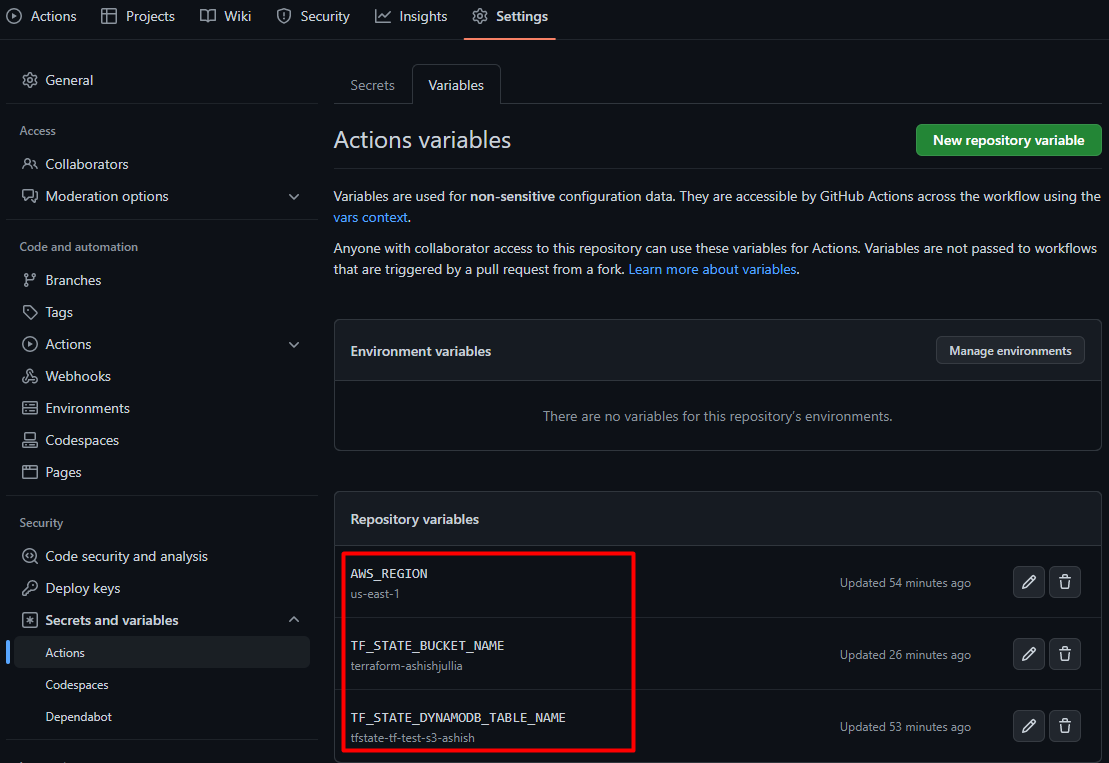 Actions Projects Wiki Security Insights Settings
General
Access
Collaborators
Moderation options
Code and automation
Branches
Tags
Actions
Webhooks
Environments
Codespaces
Pages
Security
Code security and analysis
Deploy keys
Secrets and variables
Actions
Codespaces
Dependabot
Secrets Variables
Actions variables
New repository variable
Variables are used for non-sensitive configuration data. They are accessible by GitHub Actions across the workflow using the
vars context.
Anyone with collaborator access to this repository can use these variables for Actions. Variables are not passed to workflows
that are triggered by a pull request from a fork. Learn more about variables.
Environment variables
Manage environments
There are no variables for this repository's environments.
Repository variables
AWS_REGION
us-east-1
Updated 54 minutes ago
TF_STATE_BUCKET_NAME
terraform-ashishjullia
Updated 26 minutes ago
TF_STATE_DYNAMODB_TABLE_NAME
tfstate-tf-test-s3-ashish
Updated 53 minutes ago